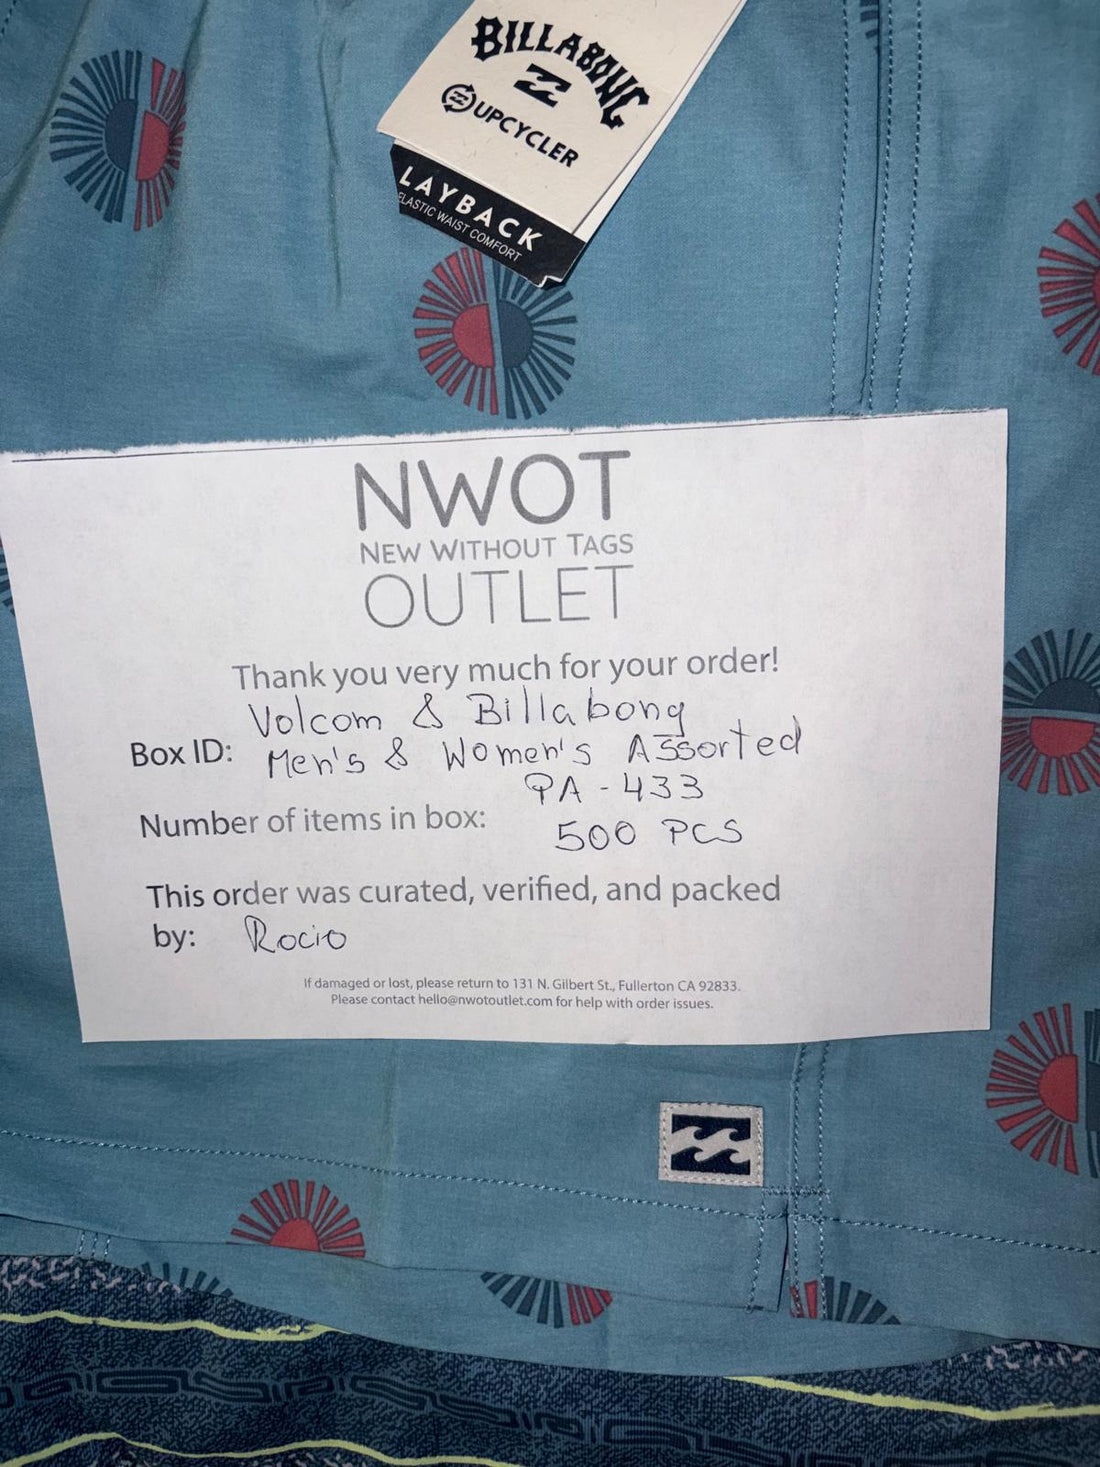 BILLABONG
UPCYCLER
LAYBACK
ELASTIC WAIST COMFORT
NWOT
NEW WITHOUT TAGS
OUTLET
Thank you very much for your order!
Volcom & Billabong
Box ID: Men's & Women's Assorted
PA-433
Number of items in box: 500 PCS
This order was curated, verified, and packed
by: Rocio
If damaged or lost, please return to 131 N. Gilbert St., Fullerton CA 92833.
Please contact hello@nwotoutlet.com for help with order issues.